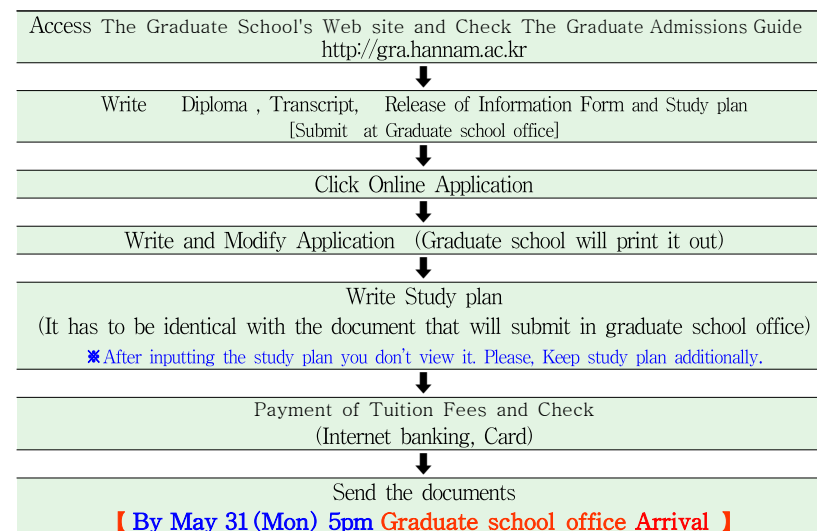 Access The Graduate School's Web site and Check The Graduate Admissions Guide
http://gra.hannam.ac.kr
Write Diploma , Transcript, Release of Information Form and Study plan
[Submit at Graduate school office]
Click Online Application
Write and Modify Application (Graduate school will print it out)
Write Study plan
(It has to be identical with the document that will submit in graduate school office)
※After inputting the study plan you don't view it. Please, Keep study plan additionally.
Payment of Tuition Fees and Check
(Internet banking, Card)
Send the documents
【 By May 31(Mon) 5pm Graduate school office Arrival 】